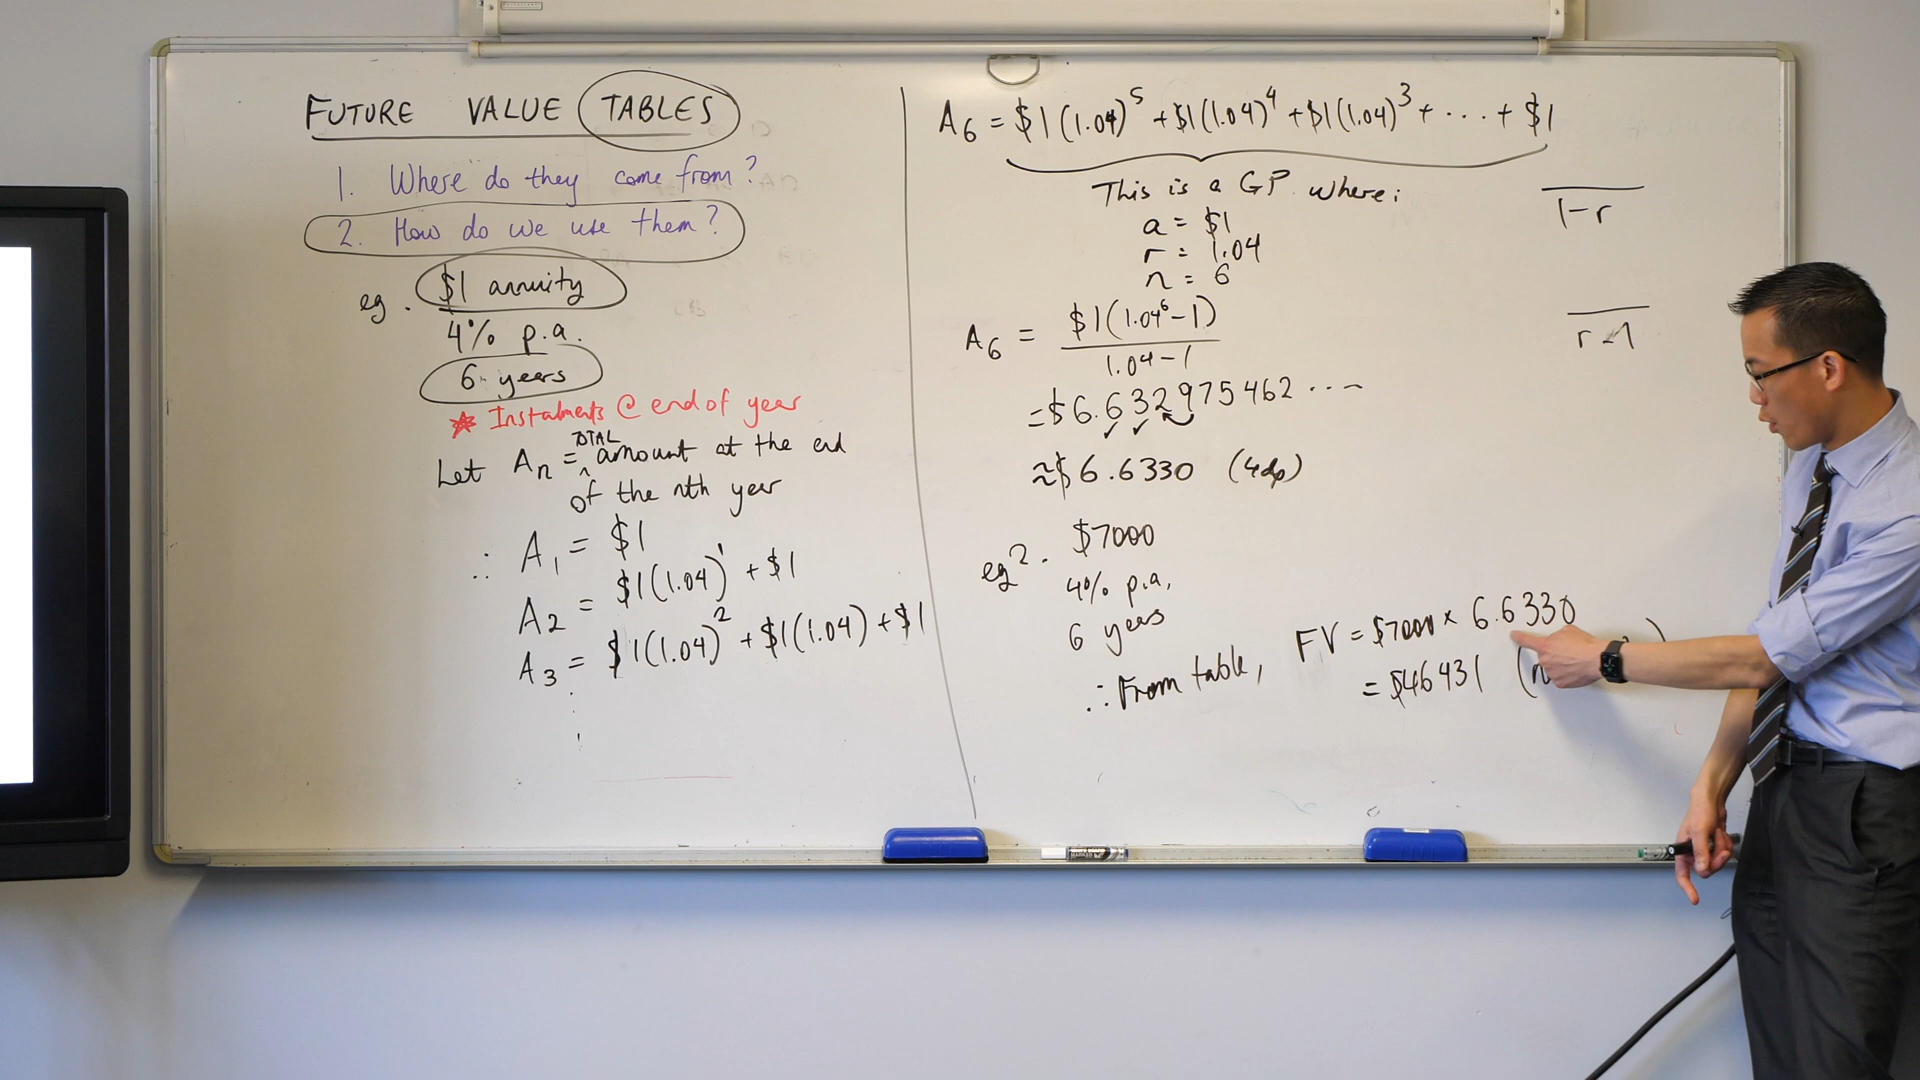 FUTURE VALUE TABLES
1. Where do they come from?
2. How do we use them?
eg. $1 annuity
4% p.a.
6 years
* Instalments @ end of year
Let Aₙ = TOTAL amount at the end
of the nth year
∴ A₁ = $1
A₂ = $1(1.04)¹ + $1
A₃ = $1(1.04)² + $1(1.04) + $1
⋮
A₆ = $1(1.04)⁵ + $1(1.04)⁴ + $1(1.04)³ + ... + $1
This is a GP where:
a = $1
r = 1.04
n = 6
A₆ = $1(1.04⁶ - 1)
1.04 - 1
= $6.632975462 ...
≈ $6.6330 (4dp)
1-r
r-1
eg2. $7000
4% p.a.
6 years
∴ From table, FV = $7000 × 6.6330
= $46431